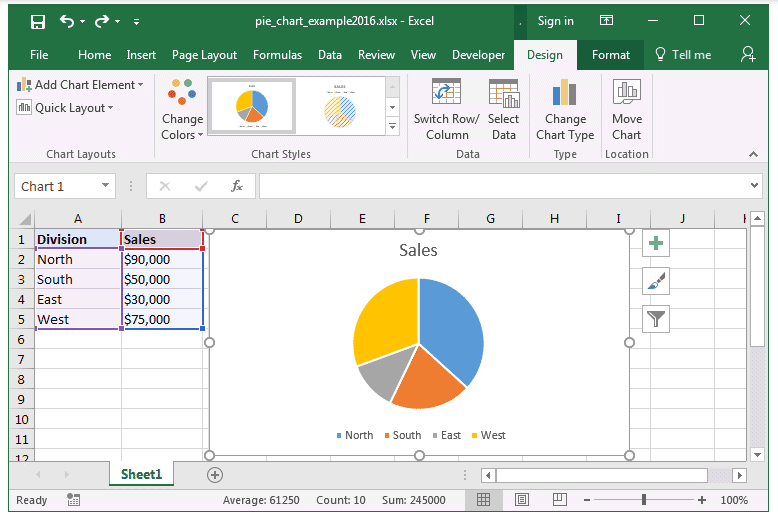 pie_chart_example2016.xlsx - Excel
Sign in
File Home Insert Page Layout Formulas Data Review View Developer Design Format Tell me
Add Chart Element
Quick Layout
Change Colors
SALES
Switch Row/ Column
Select Data
Change Chart Type
Move Chart
Chart Layouts Chart Styles Data Type Location
Chart 1 fx
A B C D E F G H I J
1 Division Sales
2 North $90,000
3 South $50,000
4 East $30,000
5 West $75,000
6
7
8
9
10
11
12
Sales
North South East West
Sheet1
Ready Average: 61250 Count: 10 Sum: 245000 100%